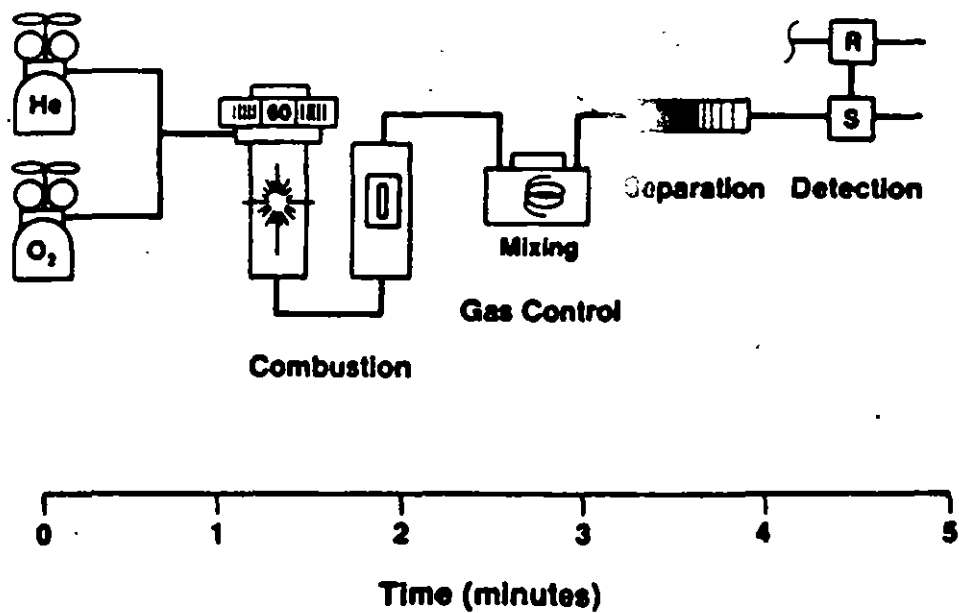 He
O₂
60
R
S
Separation
Detection
Mixing
Gas Control
Combustion
0 1 2 3 4 5
Time (minutes)